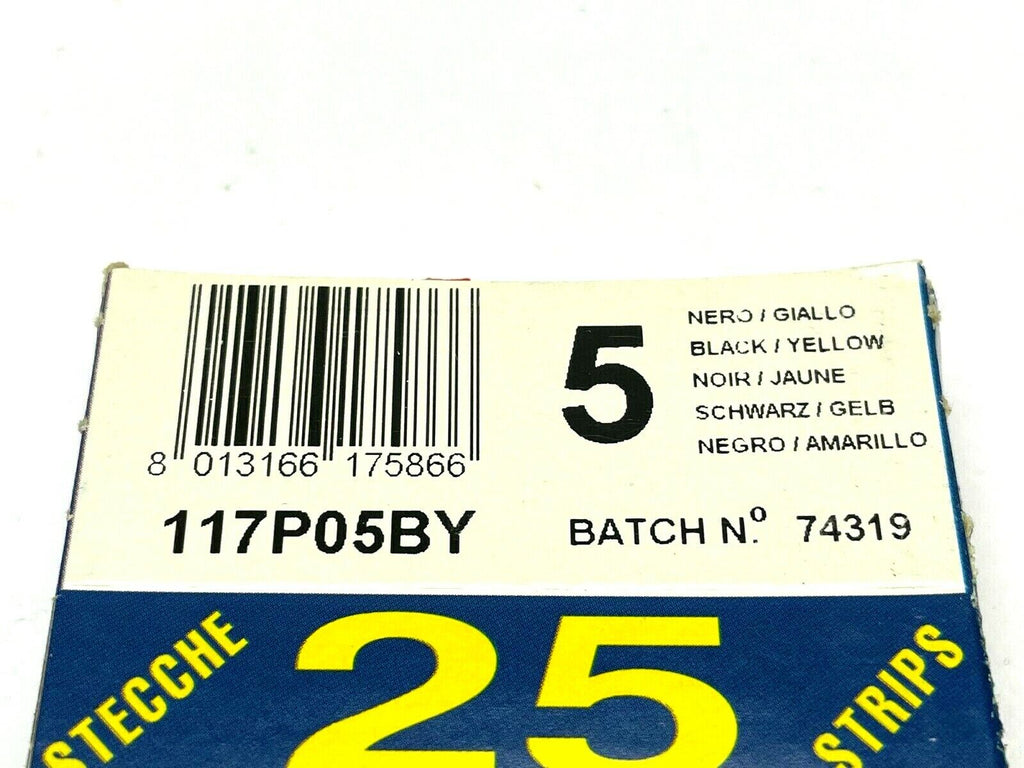 8 013166 175866
117P05BY
5
NERO / GIALLO
BLACK / YELLOW
NOIR / JAUNE
SCHWARZ / GELB
NEGRO / AMARILLO
BATCH N.º 74319
STECCHE
25
STRIPS